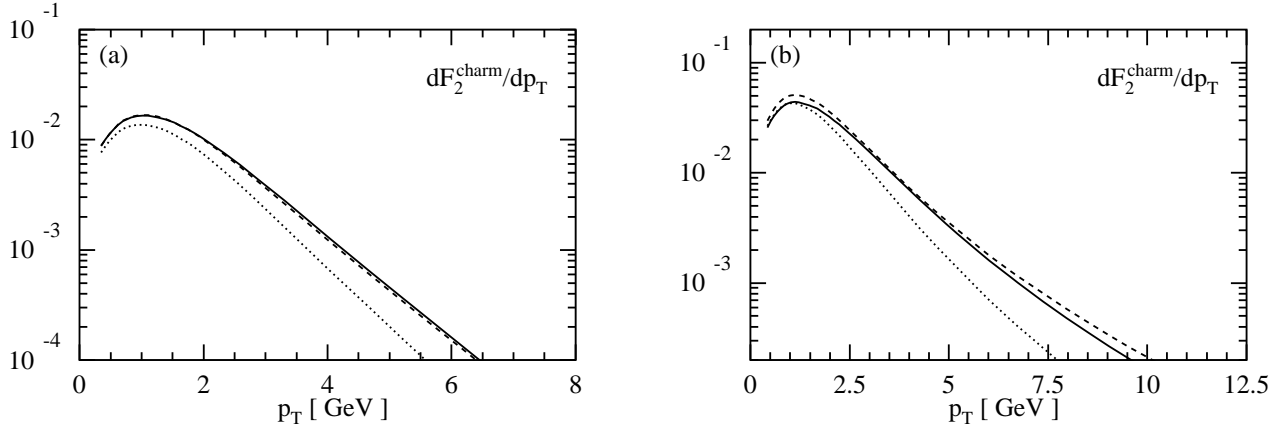 10^-1
(a)
dF_2^charm/dp_T
10^-2
10^-3
10^-4
0 2 4 6 8
p_T [ GeV ]
10^-1
(b)
dF_2^charm/dp_T
10^-2
10^-3
0 2.5 5 7.5 10 12.5
p_T [ GeV ]